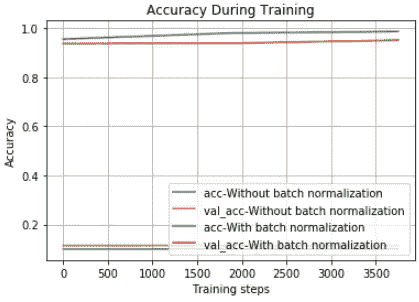 Accuracy During Training
1.0
0.8
0.6
0.4
0.2
Accuracy
acc-Without batch normalization
val_acc-Without batch normalization
acc-With batch normalization
val_acc-With batch normalization
0 500 1000 1500 2000 2500 3000 3500
Training steps